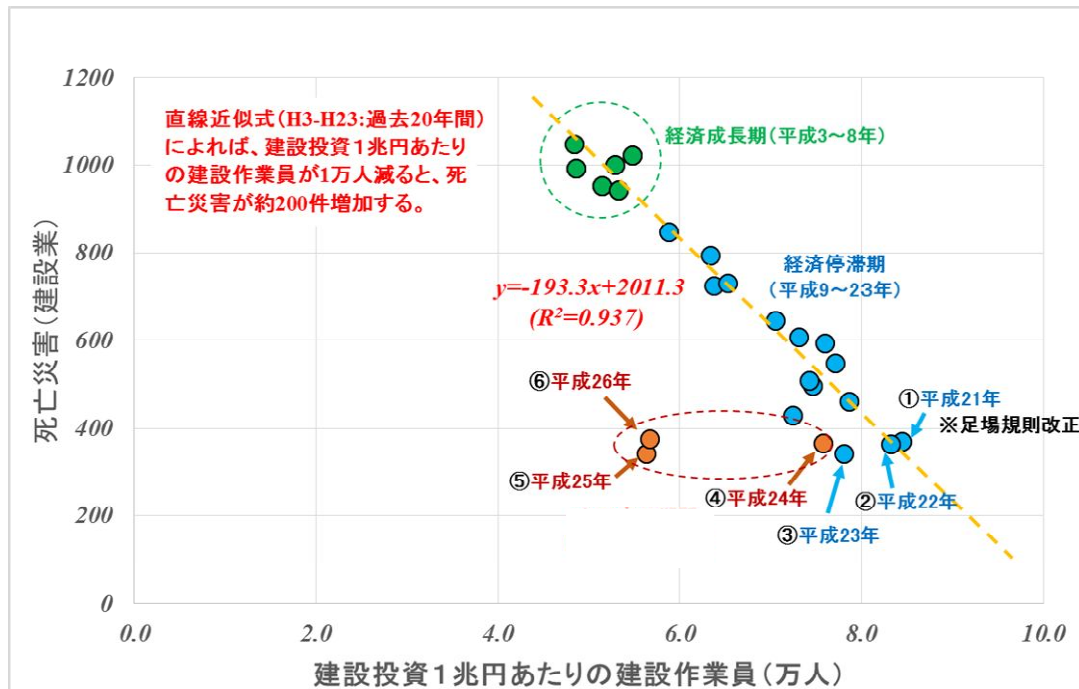 1200
1000
800
600
400
200
0
0.0
2.0
4.0
6.0
8.0
10.0
死亡災害(建設業)
建設投資１兆円あたりの建設作業員(万人)
直線近似式(H3-H23:過去20年間)
によれば、建設投資１兆円あたり
の建設作業員が1万人減ると、死
亡災害が約200件増加する。
経済成長期(平成3～8年)
経済停滞期
(平成9～23年)
y=-193.3x+2011.3
(R²=0.937)
⑥平成26年
⑤平成25年
④平成24年
①平成21年
※足場規則改正
②平成22年
③平成23年